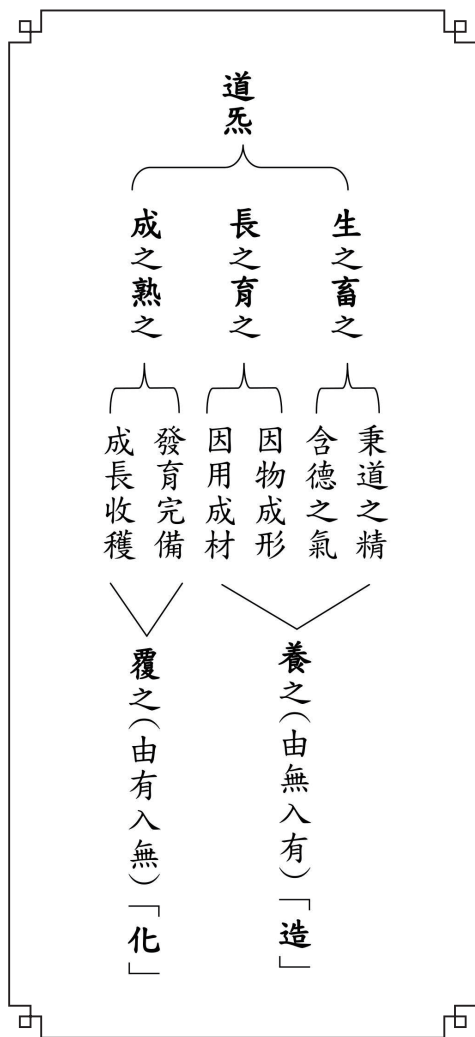 道炁
生之畜之
長之育之
成之熟之
秉道之精
含德之氣
因物成形
因用成材
發育完備
成長收穫
養之(由無入有)「造」
覆之(由有入無)「化」